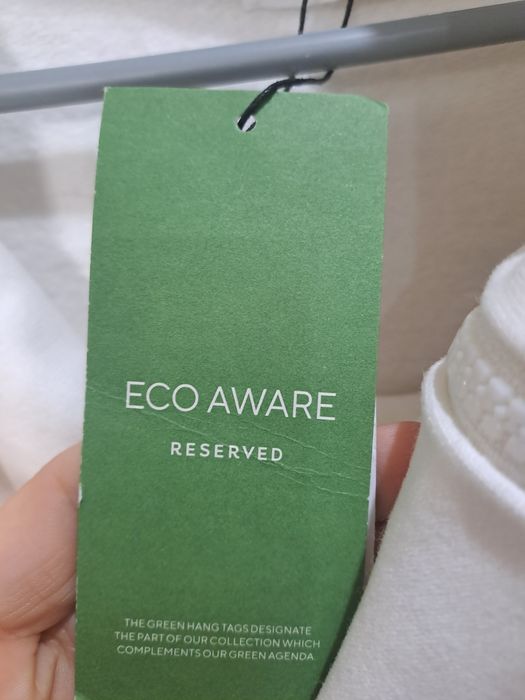 ECO AWARE
RESERVED
THE GREEN HANG TAGS DESIGNATE
THE PART OF OUR COLLECTION WHICH
COMPLEMENTS OUR GREEN AGENDA.